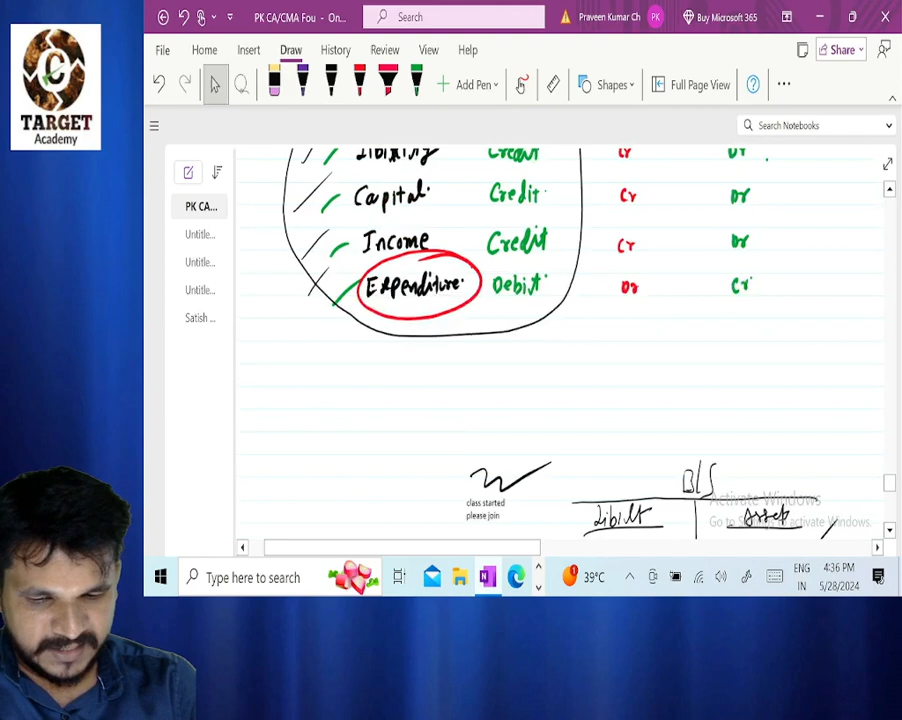 PK CA/CMA Fou - On...
Search
Praveen Kumar Ch
PK
Buy Microsoft 365
TARGET
Academy
File
Home
Insert
Draw
History
Review
View
Help
Share
Add Pen
Shapes
Full Page View
Search Notebooks
PK CA...
Untitle...
Untitle...
Untitle...
Satish ...
Credit Cr Dr
Capital Credit Cr Dr
Income Credit Cr Dr
Expenditure Debit Dr Cr
class started
please join
B/S
Activate Windows
Go to Settings to activate Windows.
Type here to search
39°C
ENG
IN
4:36 PM
5/28/2024